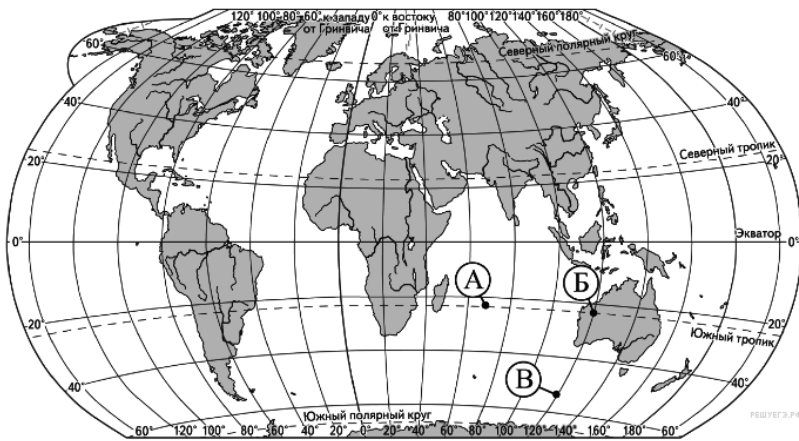 120° 100° 80° 60° к западу 0° к востоку 80° 100° 120° 140° 160° 180°
от Гринвича от Гринвича
Северный полярный круг
60° 60°
40° 40°
Северный тропик
20° 20°
Экватор
0° 0°
А Б
20° 20°
Южный тропик
В
40° 40°
Южный полярный круг
РЕШУЕГЭ.РФ
60° 120° 100° 80° 60° 40° 20° 0° 20° 40° 60° 80° 100° 120° 140° 160° 180° 60°